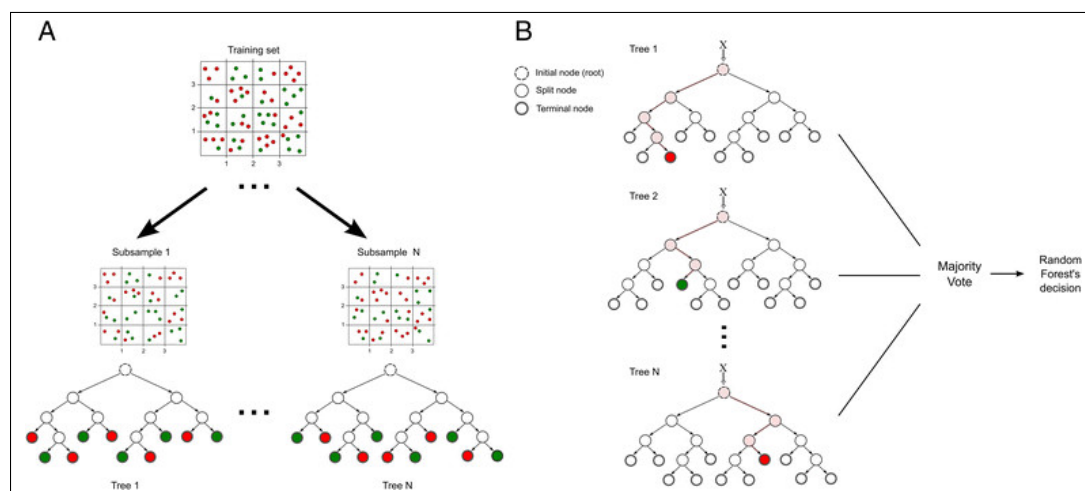 A
Training set
3
2
1
1 2 3
...
Subsample 1
Subsample N
3
2
1
1 2 3
3
2
1
1 2 3
...
Tree 1
Tree N
B
Tree 1
X
Initial node (root)
Split node
Terminal node
Tree 2
X
Tree N
X
Majority
Vote
Random
Forest's
decision